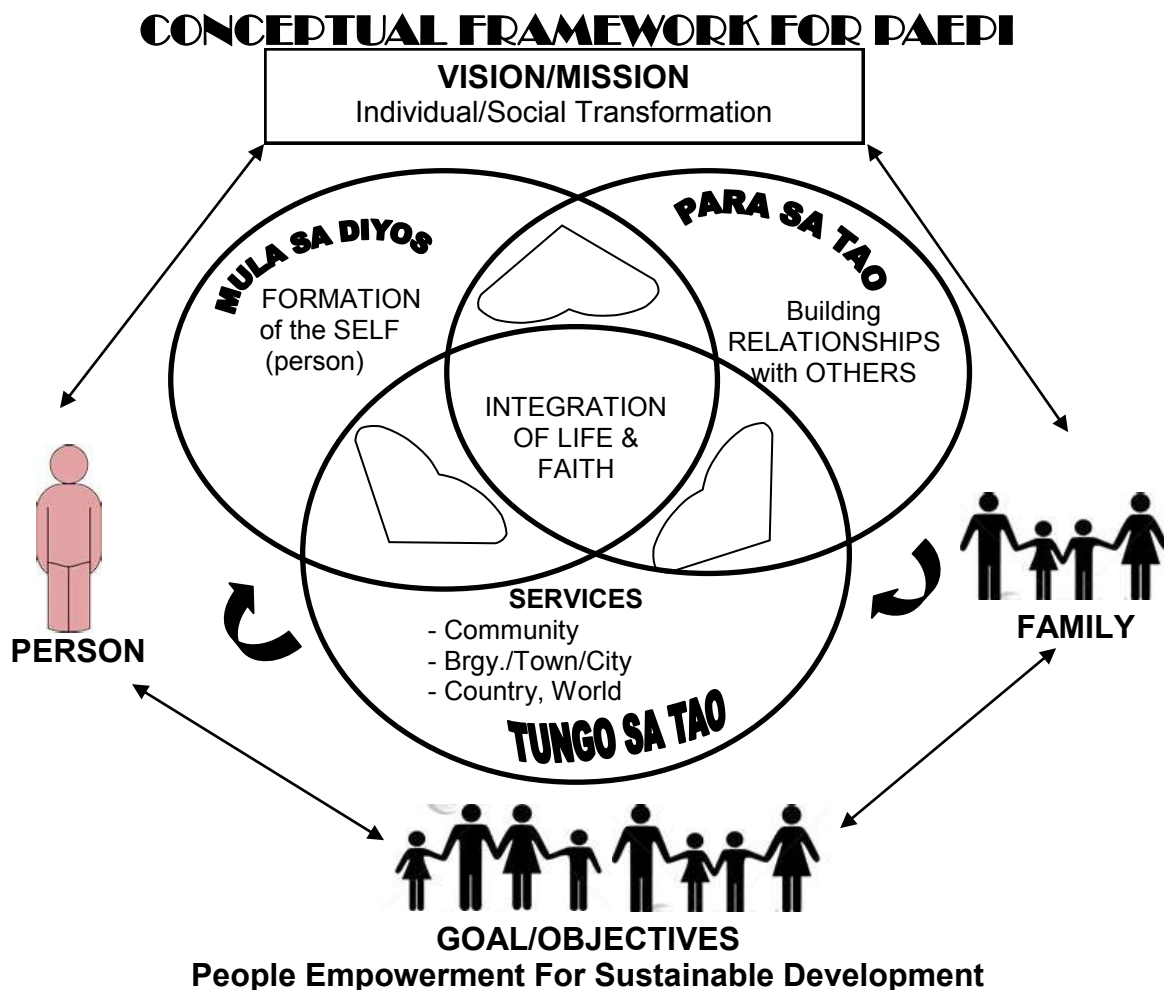 CONCEPTUAL FRAMEWORK FOR PAEPI
VISION/MISSION
Individual/Social Transformation
MULA SA DIYOS
FORMATION
of the SELF
(person)
PARA SA TAO
Building
RELATIONSHIPS
with OTHERS
INTEGRATION
OF LIFE &
FAITH
PERSON
FAMILY
SERVICES
- Community
- Brgy./Town/City
- Country, World
TUNGO SA TAO
GOAL/OBJECTIVES
People Empowerment For Sustainable Development